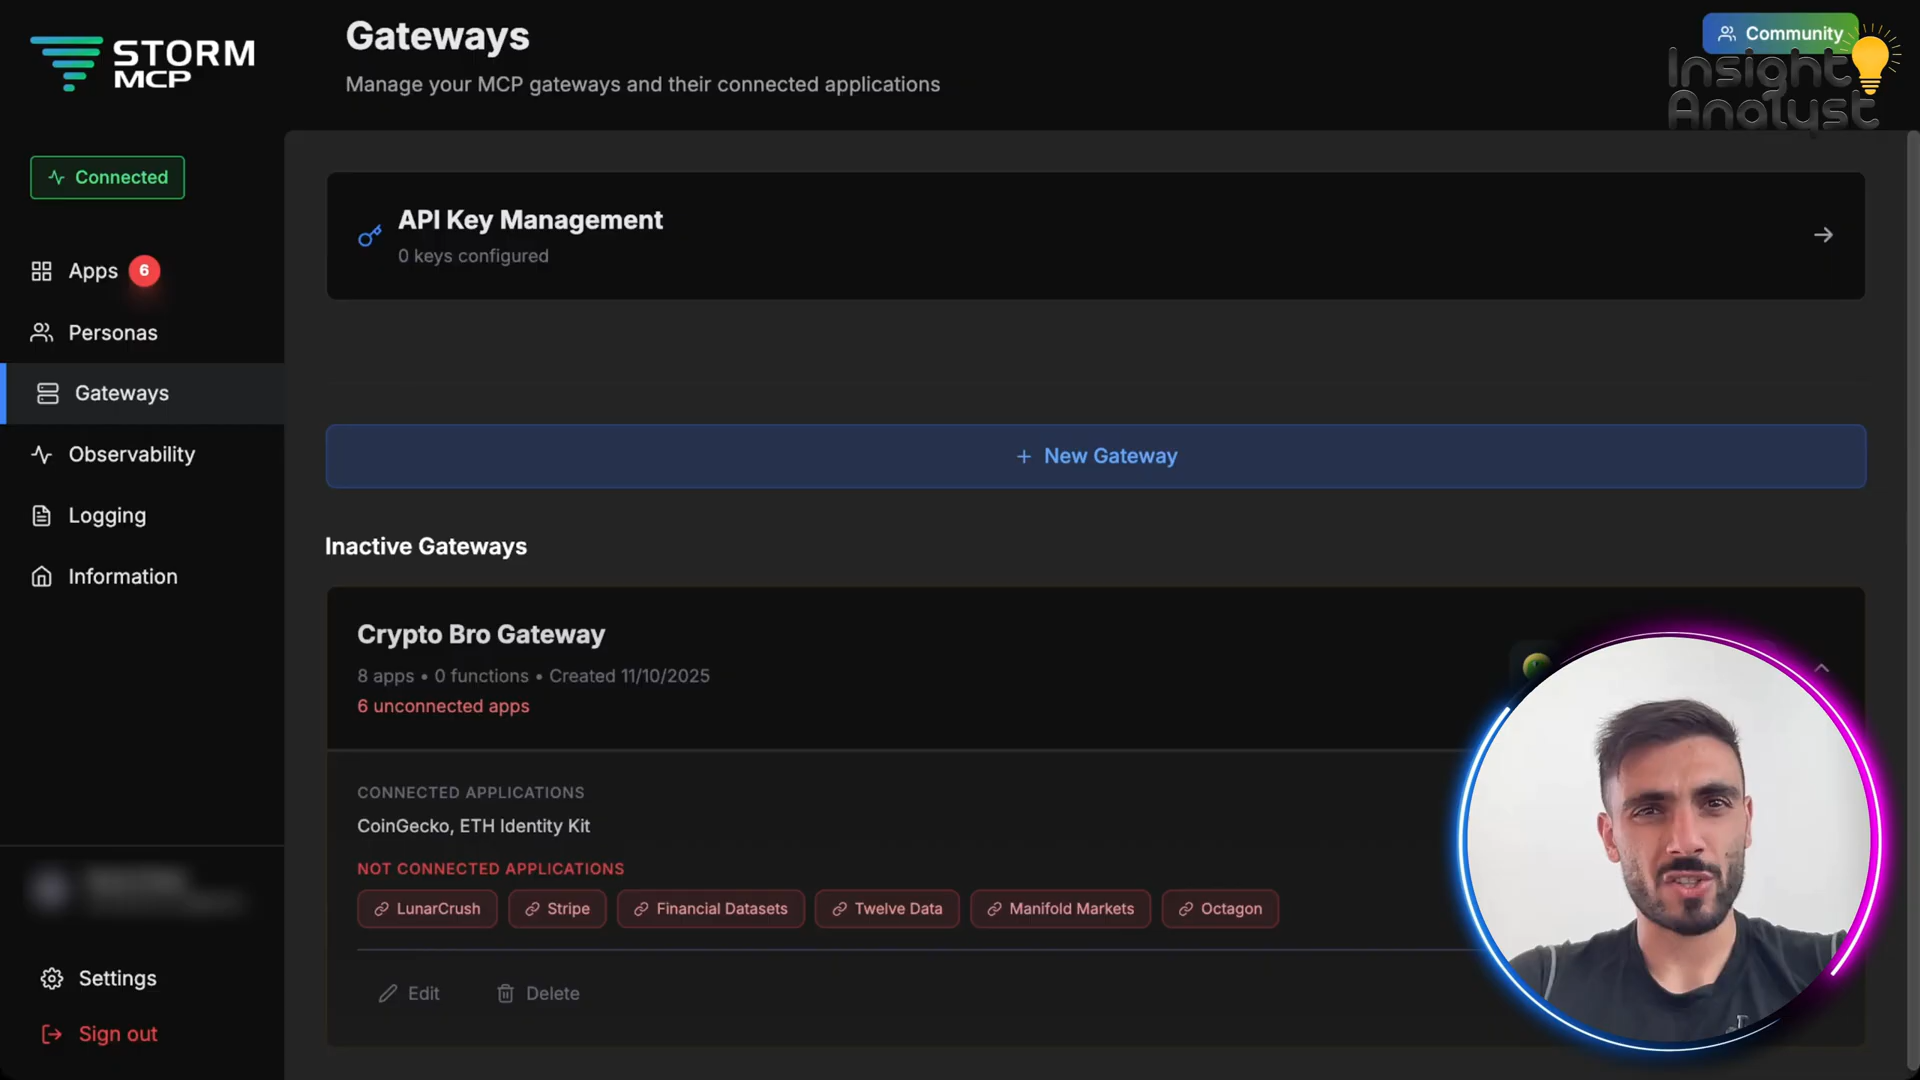 STORM
MCP
Gateways
Manage your MCP gateways and their connected applications
Community
Insight
Analyst
Connected
Apps 6
Personas
Gateways
Observability
Logging
Information
Settings
Sign out
API Key Management
0 keys configured
+ New Gateway
Inactive Gateways
Crypto Bro Gateway
8 apps • 0 functions • Created 11/10/2025
6 unconnected apps
CONNECTED APPLICATIONS
CoinGecko, ETH Identity Kit
NOT CONNECTED APPLICATIONS
LunarCrush Stripe Financial Datasets Twelve Data Manifold Markets Octagon
Edit Delete